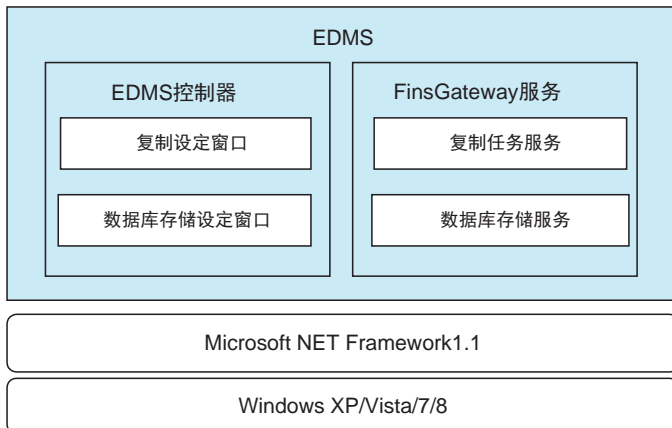 EDMS
EDMS控制器
复制设定窗口
数据库存储设定窗口
FinsGateway服务
复制任务服务
数据库存储服务
Microsoft NET Framework1.1
Windows XP/Vista/7/8